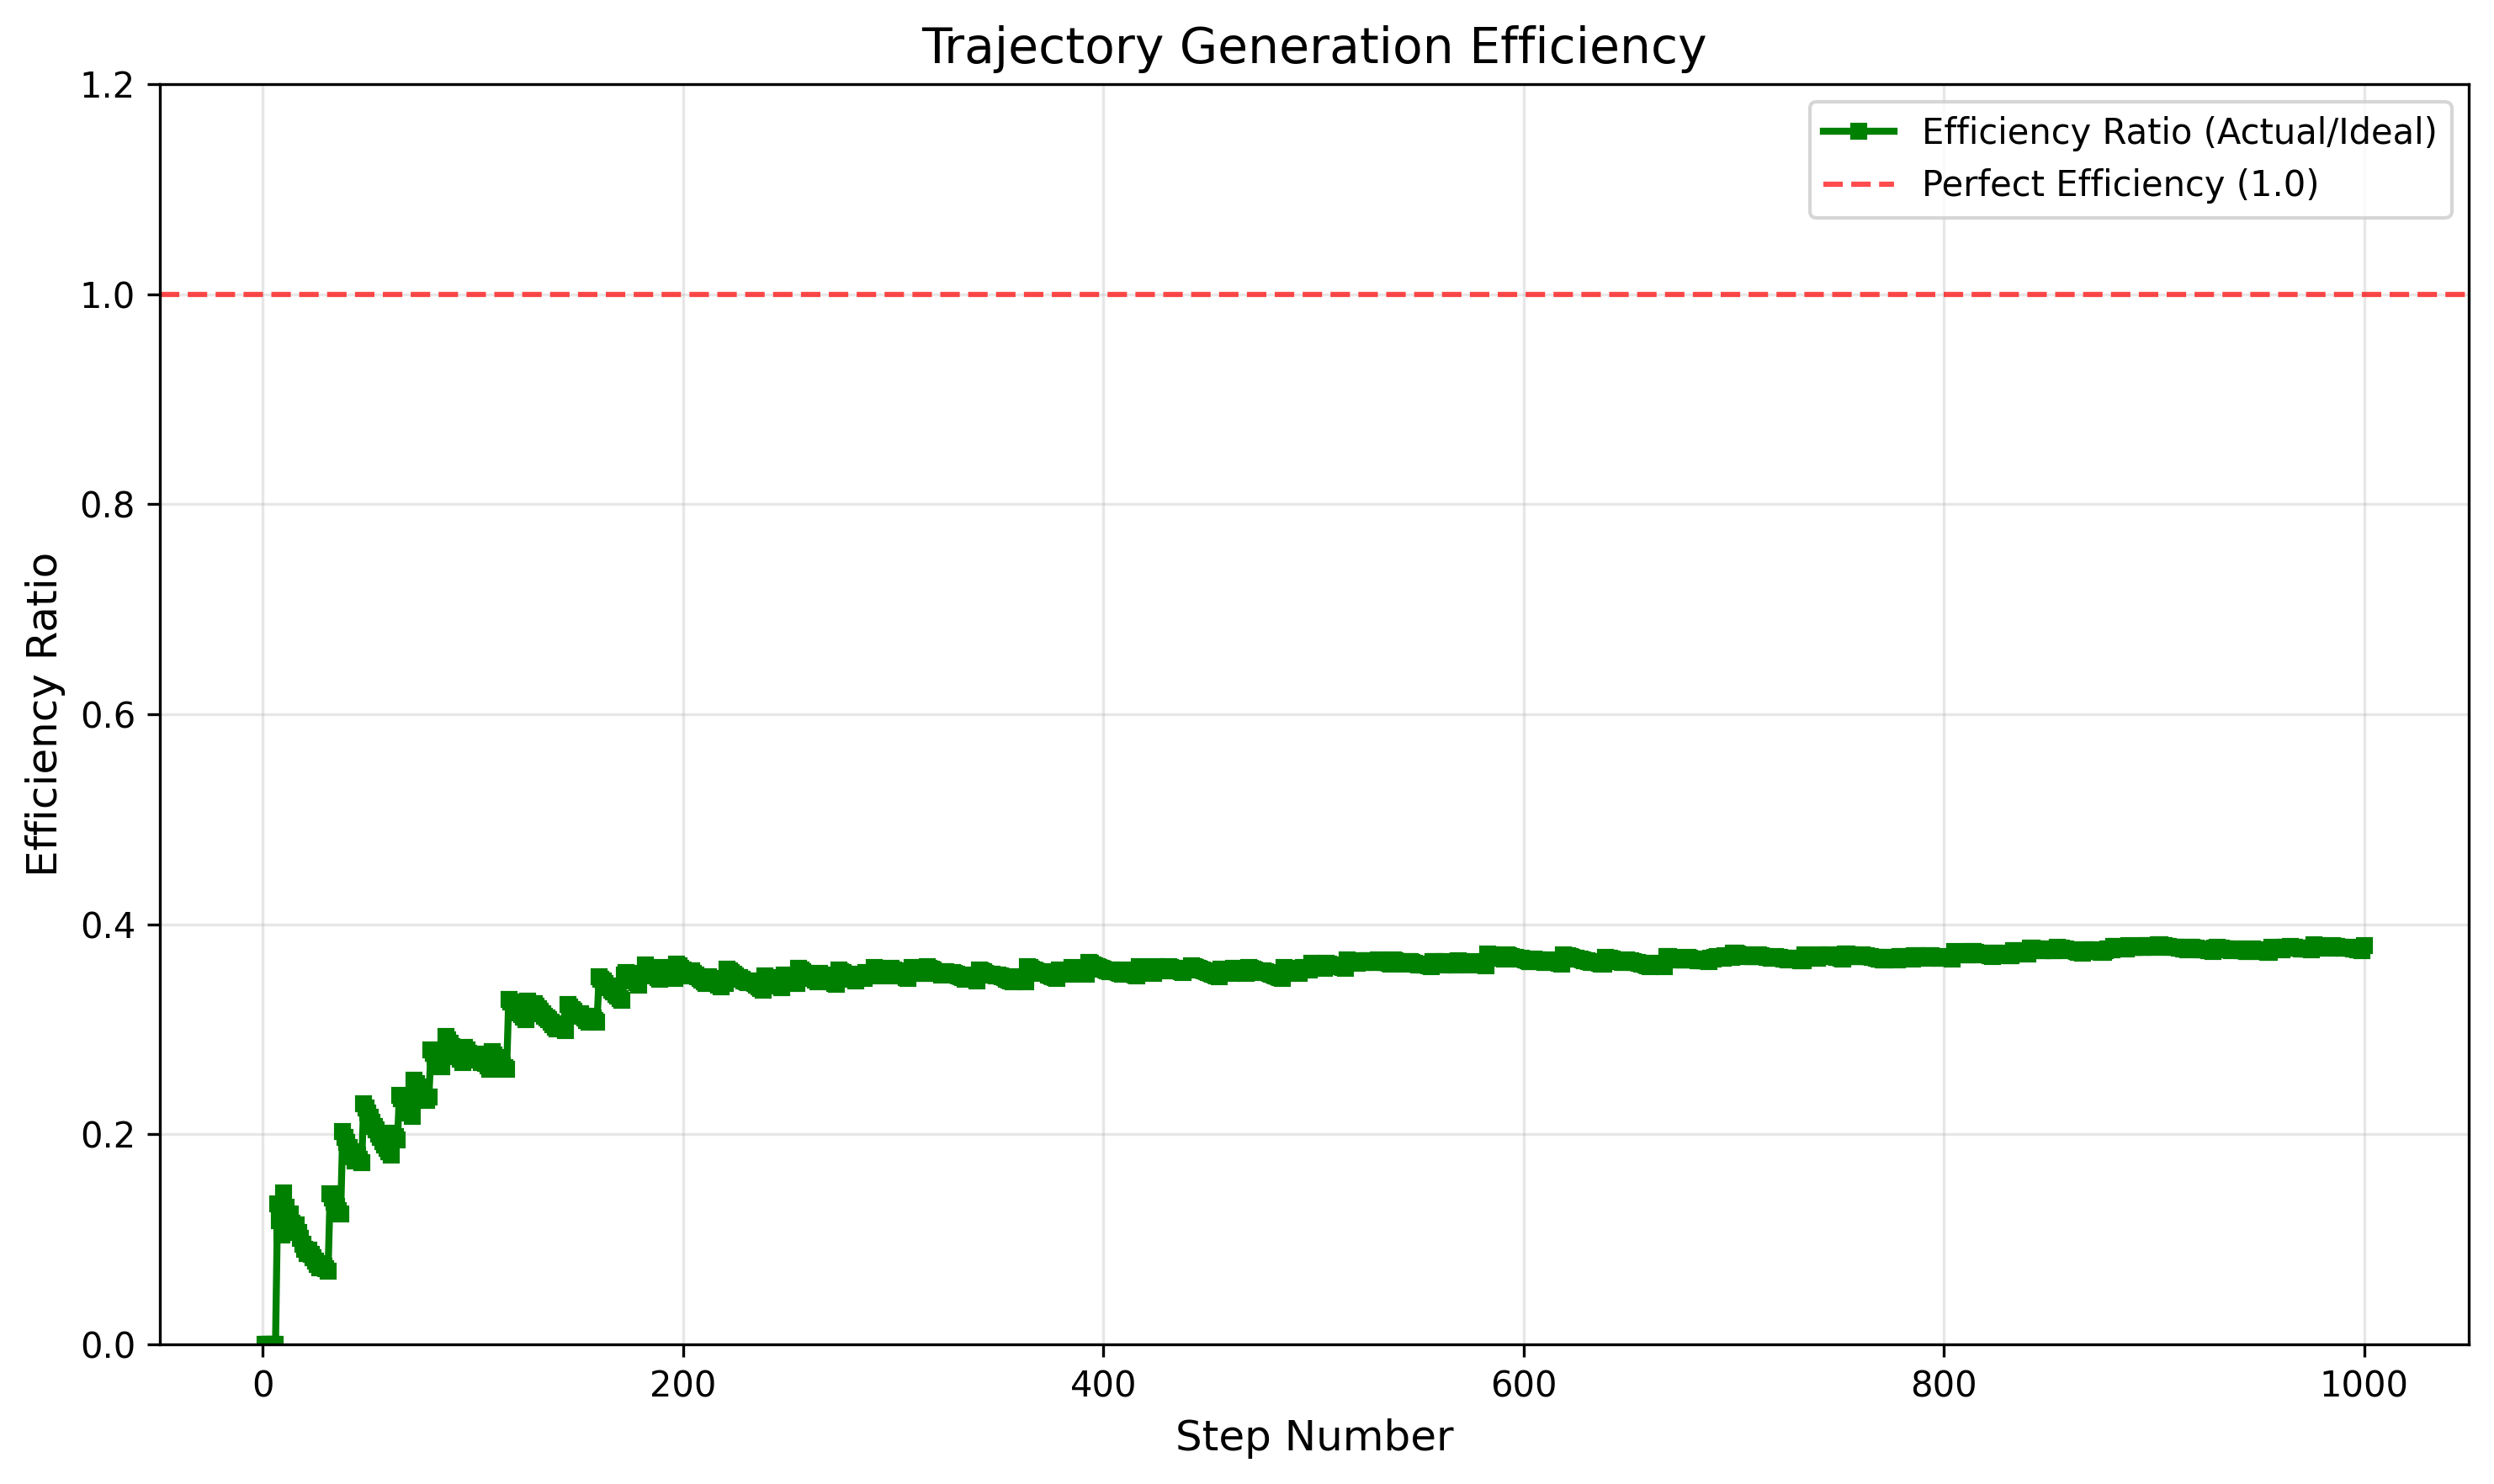 Trajectory Generation Efficiency
Efficiency Ratio (Actual/Ideal)
Perfect Efficiency (1.0)
Efficiency Ratio
1.2
1.0
0.8
0.6
0.4
0.2
0.0
0 200 400 600 800 1000
Step Number